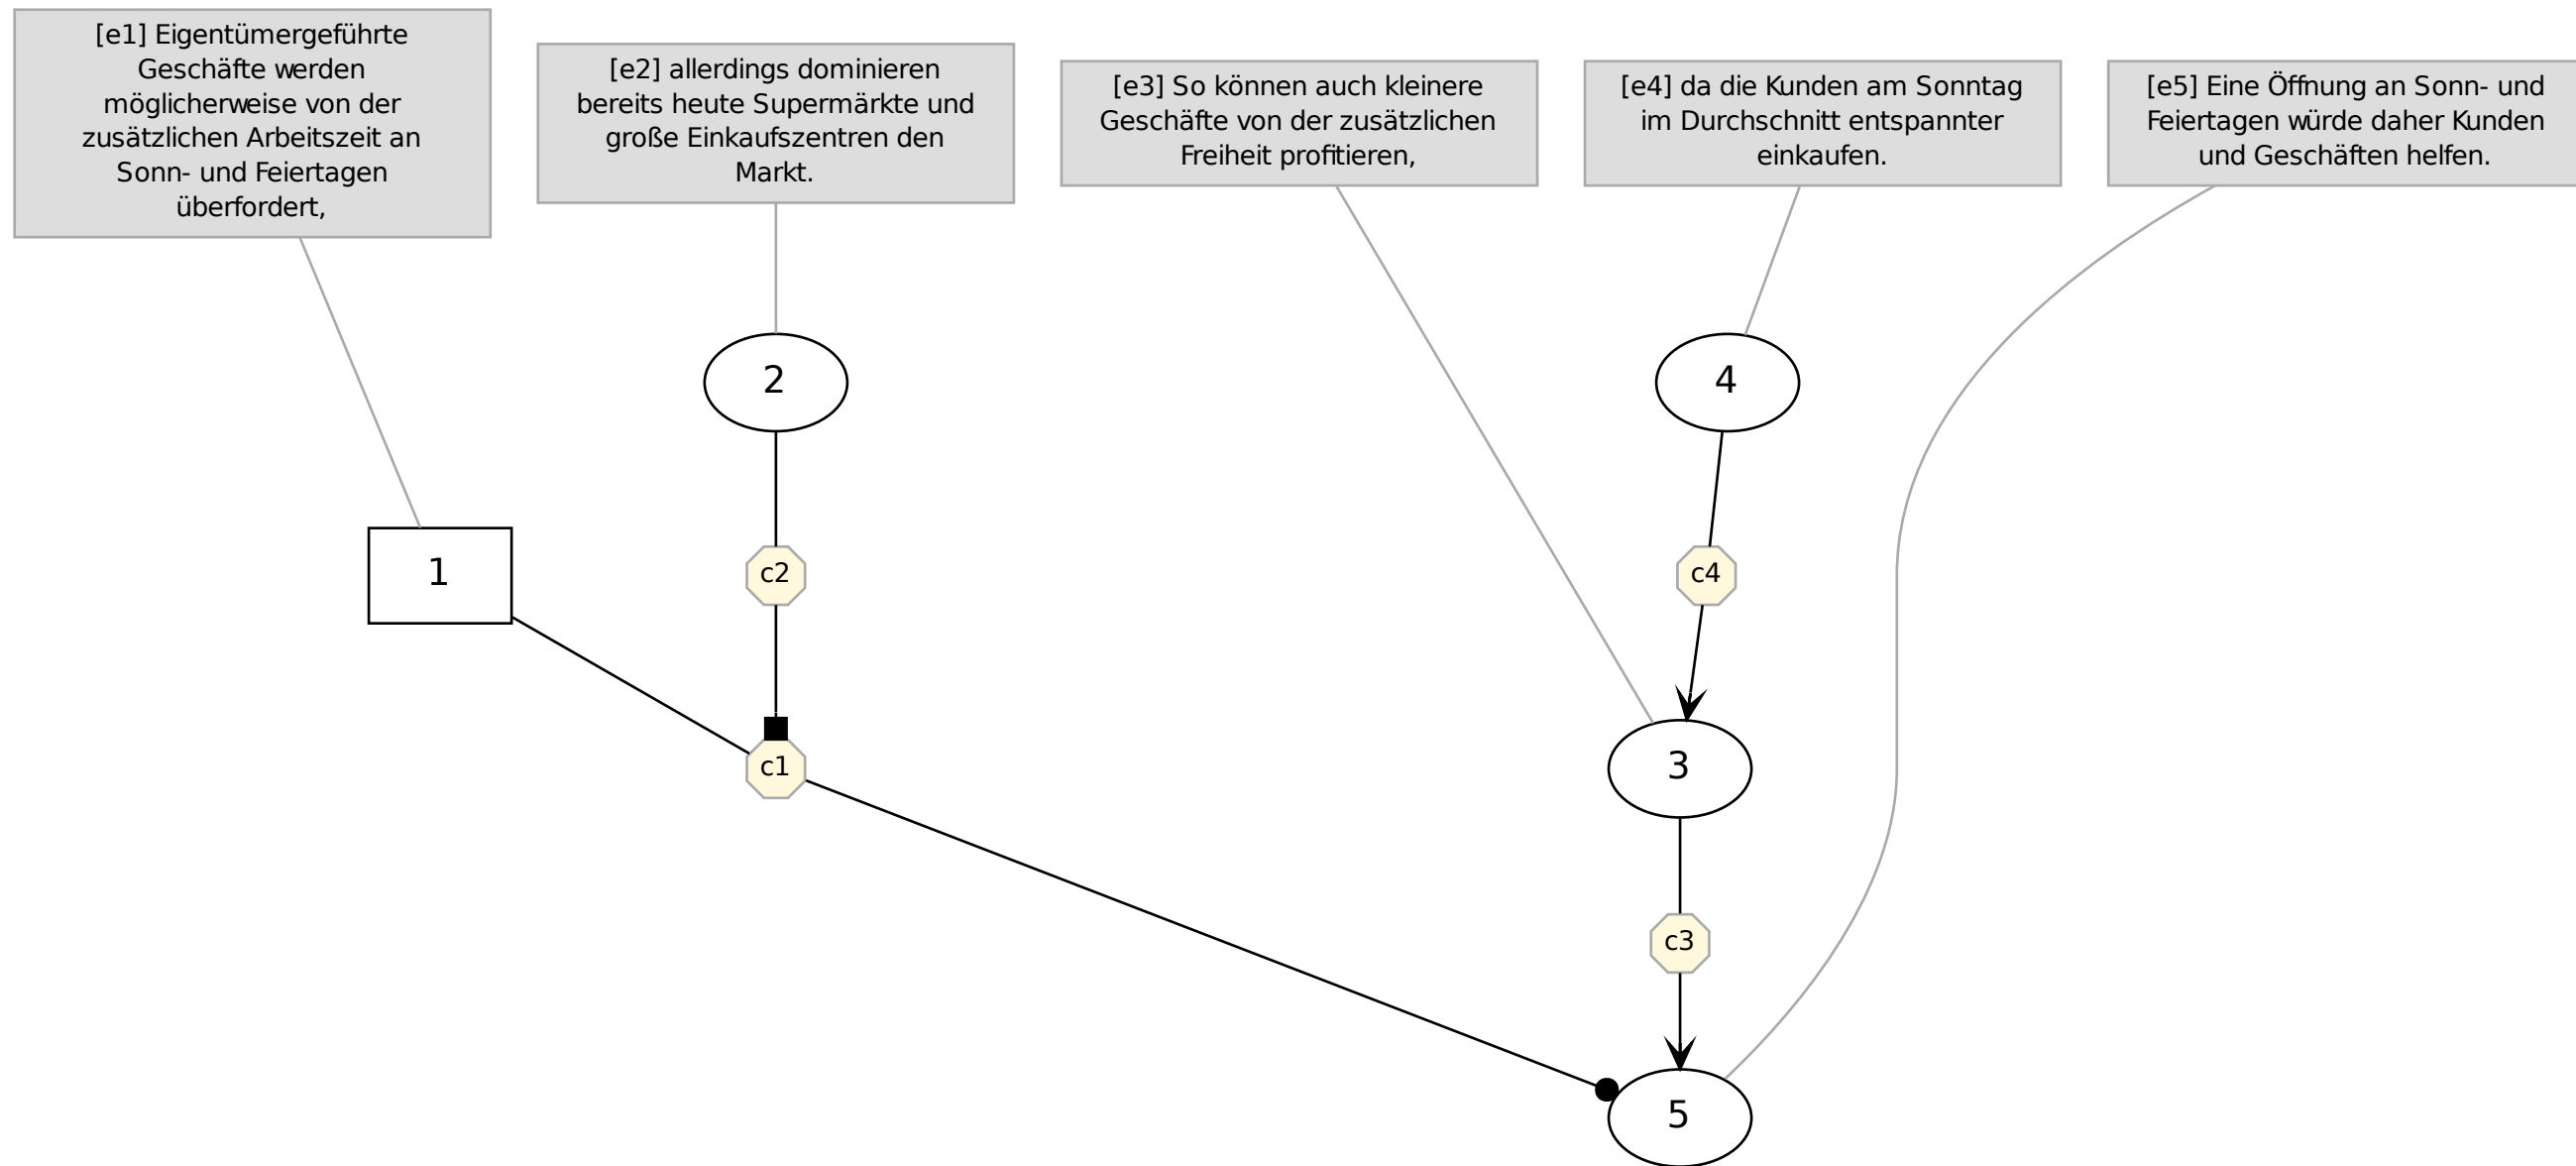 [e1] Eigentümergeführte
Geschäfte werden
möglicherweise von der
zusätzlichen Arbeitszeit an
Sonn- und Feiertagen
überfordert,
[e2] allerdings dominieren
bereits heute Supermärkte und
große Einkaufszentren den
Markt.
[e3] So können auch kleinere
Geschäfte von der zusätzlichen
Freiheit profitieren,
[e4] da die Kunden am Sonntag
im Durchschnitt entspannter
einkaufen.
[e5] Eine Öffnung an Sonn- und
Feiertagen würde daher Kunden
und Geschäften helfen.
2
4
1
c2
c4
c1
3
c3
5